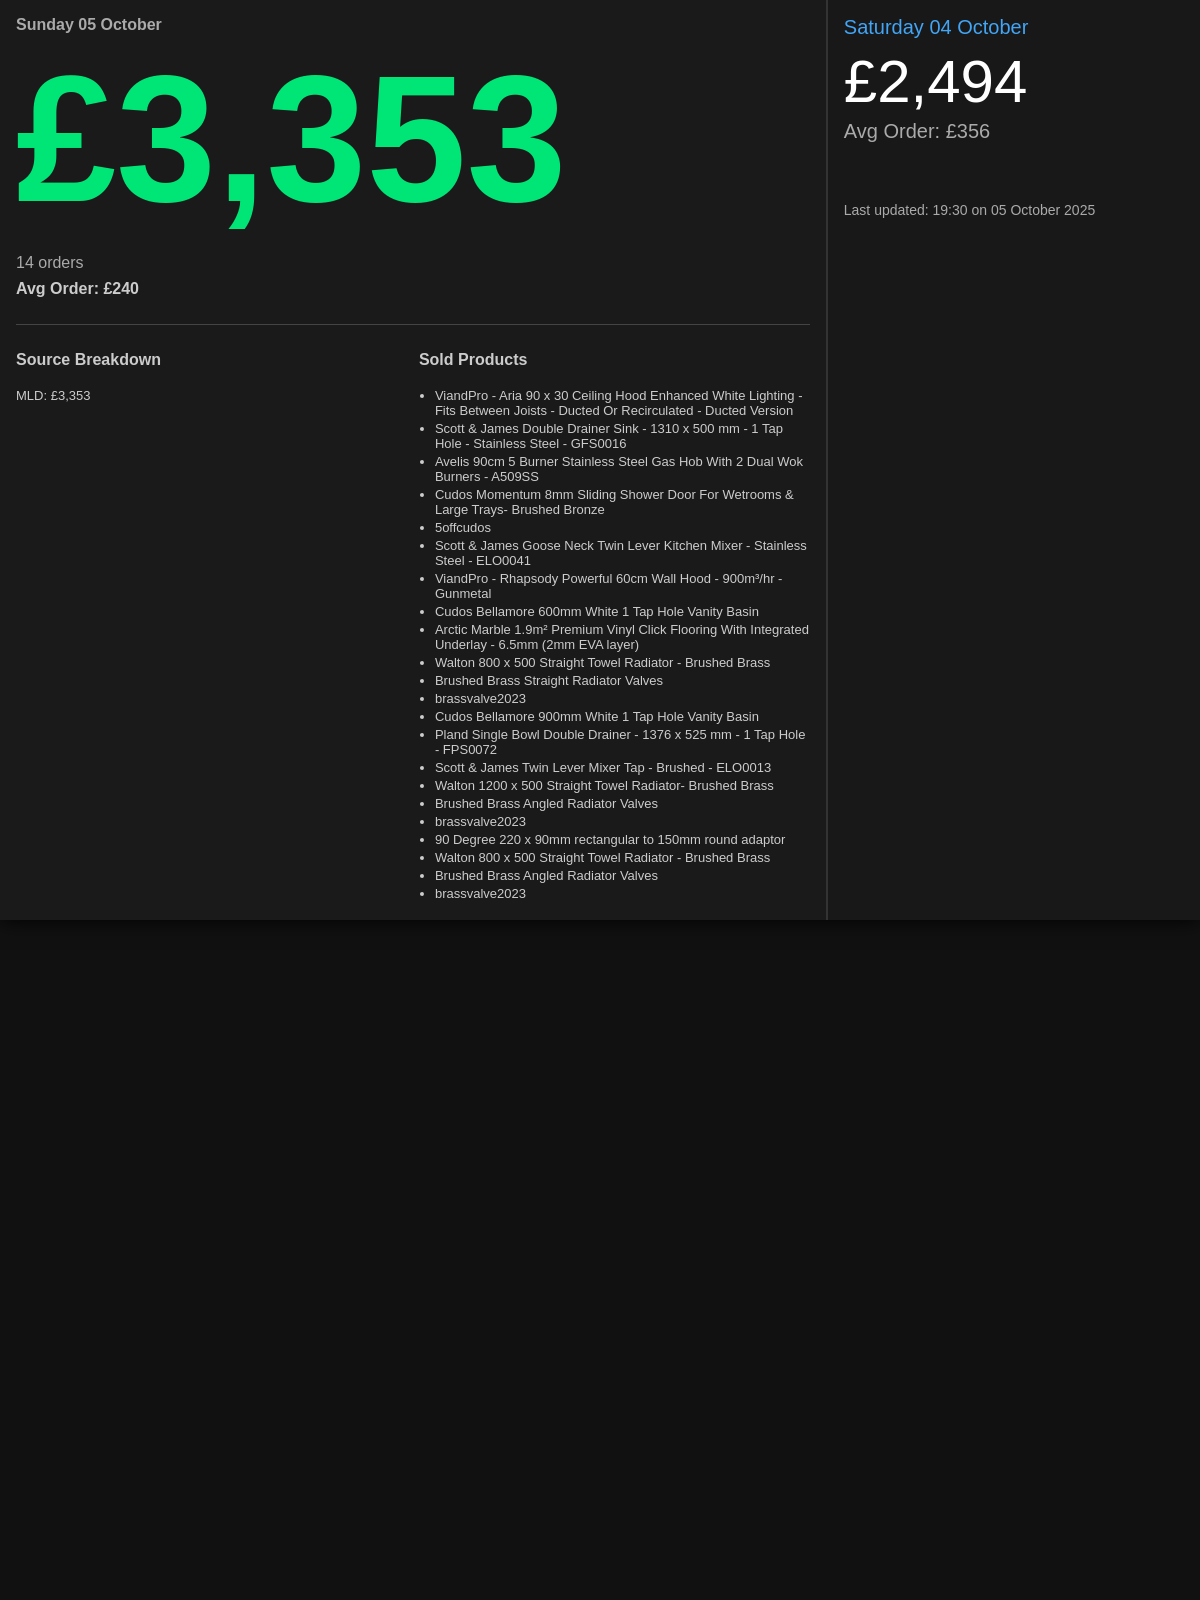 Sunday 05 October
£3,353
14 orders
Avg Order: £240
Source Breakdown
MLD: £3,353
Sold Products
ViandPro - Aria 90 x 30 Ceiling Hood Enhanced White Lighting -
Fits Between Joists - Ducted Or Recirculated - Ducted Version
Scott & James Double Drainer Sink - 1310 x 500 mm - 1 Tap
Hole - Stainless Steel - GFS0016
Avelis 90cm 5 Burner Stainless Steel Gas Hob With 2 Dual Wok
Burners - A509SS
Cudos Momentum 8mm Sliding Shower Door For Wetrooms &
Large Trays- Brushed Bronze
5offcudos
Scott & James Goose Neck Twin Lever Kitchen Mixer - Stainless
Steel - ELO0041
ViandPro - Rhapsody Powerful 60cm Wall Hood - 900m³/hr -
Gunmetal
Cudos Bellamore 600mm White 1 Tap Hole Vanity Basin
Arctic Marble 1.9m² Premium Vinyl Click Flooring With Integrated
Underlay - 6.5mm (2mm EVA layer)
Walton 800 x 500 Straight Towel Radiator - Brushed Brass
Brushed Brass Straight Radiator Valves
brassvalve2023
Cudos Bellamore 900mm White 1 Tap Hole Vanity Basin
Pland Single Bowl Double Drainer - 1376 x 525 mm - 1 Tap Hole
- FPS0072
Scott & James Twin Lever Mixer Tap - Brushed - ELO0013
Walton 1200 x 500 Straight Towel Radiator- Brushed Brass
Brushed Brass Angled Radiator Valves
brassvalve2023
90 Degree 220 x 90mm rectangular to 150mm round adaptor
Walton 800 x 500 Straight Towel Radiator - Brushed Brass
Brushed Brass Angled Radiator Valves
brassvalve2023
Saturday 04 October
£2,494
Avg Order: £356
Last updated: 19:30 on 05 October 2025